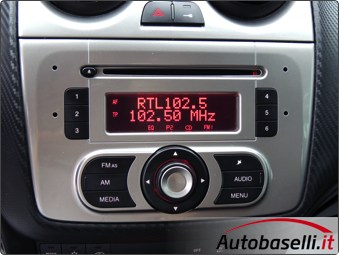 1
2
3
4
5
6
AF RTL102.5
TP 102.50 MHz
EQ P2 CD FM1
FM AS
AM
MEDIA
AUDIO
MENU
Autobaselli.it